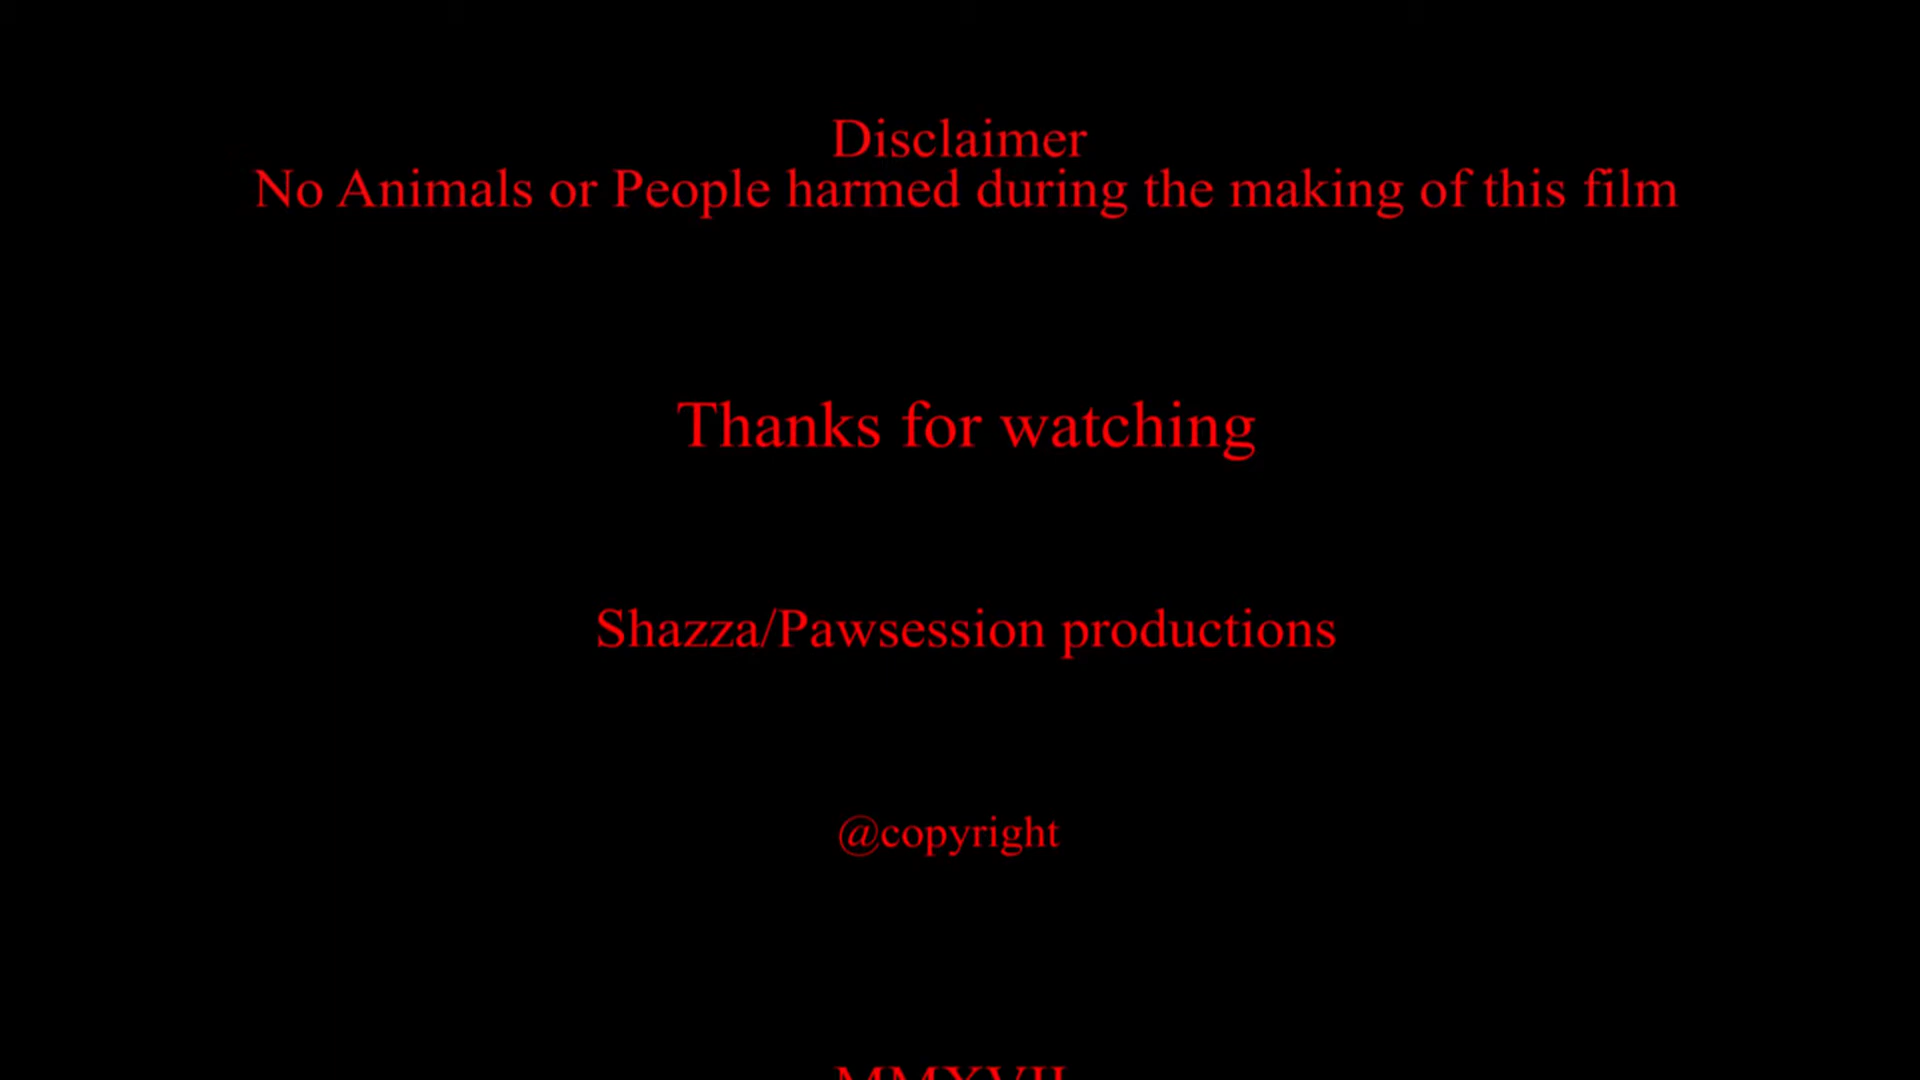 Disclaimer
No Animals or People harmed during the making of this film
Thanks for watching
Shazza/Pawsession productions
@copyright
MMXVII